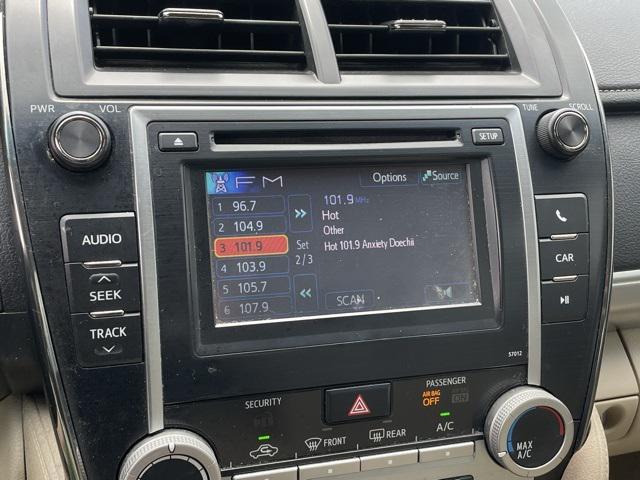 PWR VOL
TUNE SCROLL
SETUP
FM
Options
Source
1 96.7
2 104.9
3 101.9
4 103.9
5 105.7
6 107.9
Set
2/3
101.9 MHz
Hot
Other
Hot 101.9 Anxiety Doechii
SCAN
AUDIO
SEEK
TRACK
CAR
57012
SECURITY
FRONT
REAR
PASSENGER
AIR BAG
OFF
ON
A/C
MAX
A/C